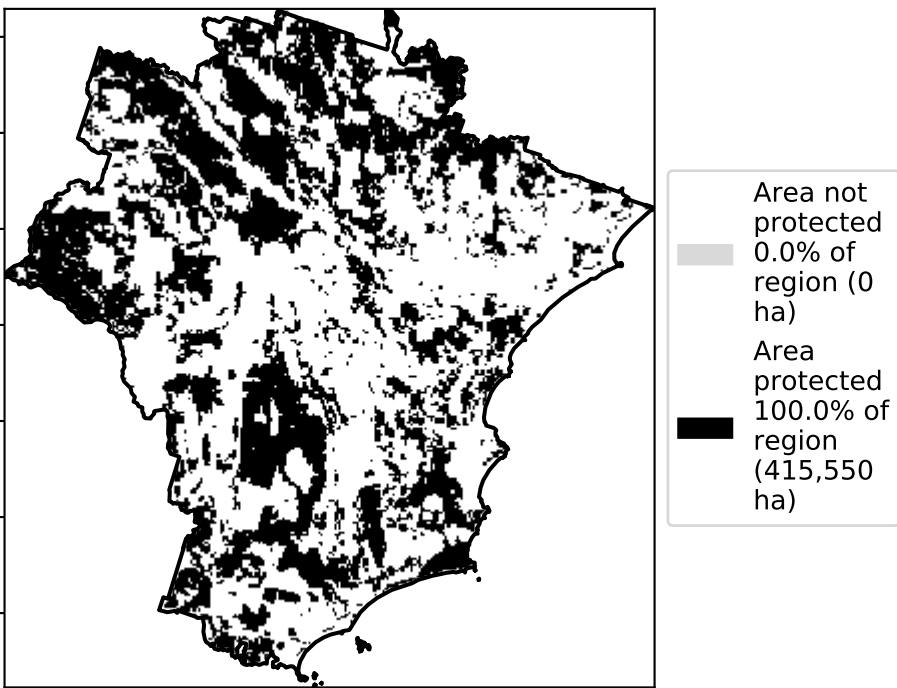 Area not
protected
0.0% of
region (0
ha)
Area
protected
100.0% of
region
(415,550
ha)